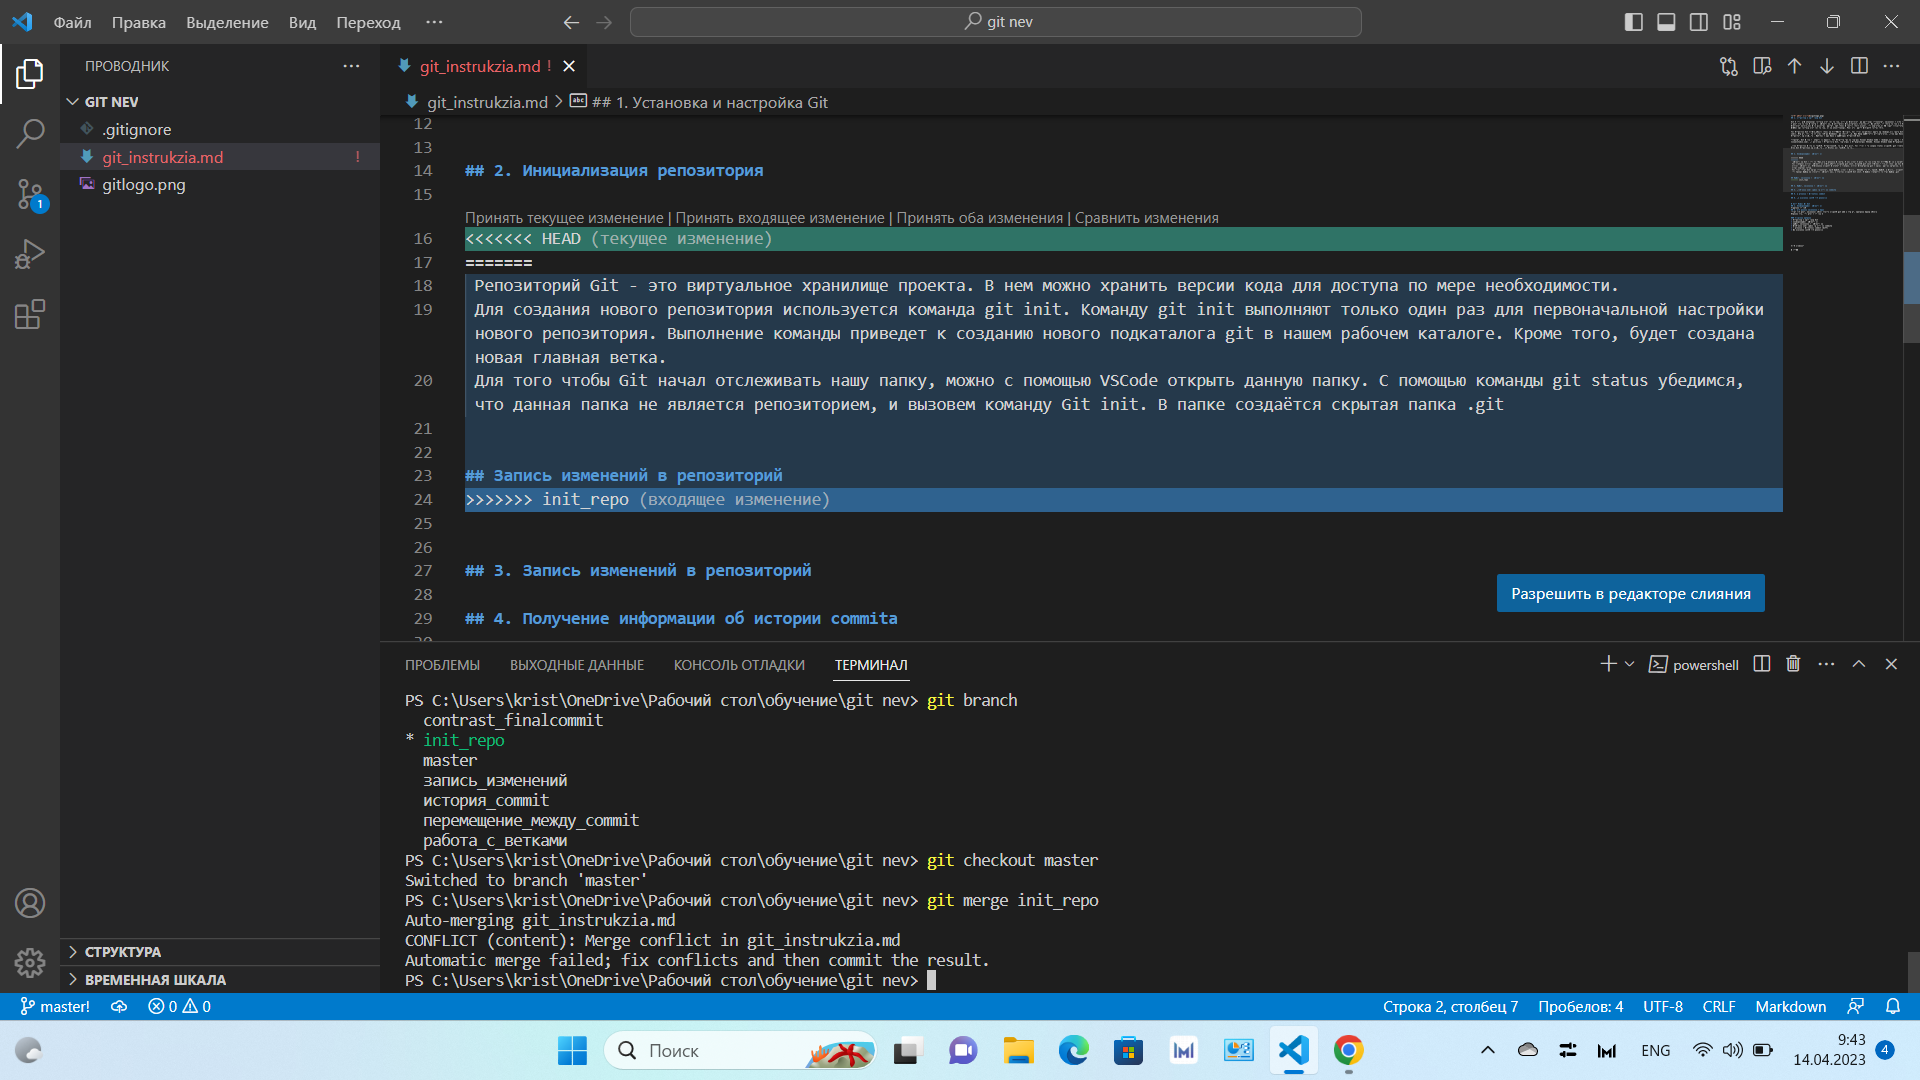 Файл Правка Выделение Вид Переход ···
git nev
ПРОВОДНИК
GIT NEV
.gitignore
git_instrukzia.md !
gitlogo.png
СТРУКТУРА
ВРЕМЕННАЯ ШКАЛА
1
git_instrukzia.md !
git_instrukzia.md > ## 1. Установка и настройка Git
12
13
14 ## 2. Инициализация репозитория
15
Принять текущее изменение | Принять входящее изменение | Принять оба изменения | Сравнить изменения
16 <<<<<<< HEAD (текущее изменение)
17 =======
18 Репозиторий Git - это виртуальное хранилище проекта. В нем можно хранить версии кода для доступа по мере необходимости.
19 Для создания нового репозитория используется команда git init. Команду git init выполняют только один раз для первоначальной настройки
нового репозитория. Выполнение команды приведет к созданию нового подкаталога git в нашем рабочем каталоге. Кроме того, будет создана
новая главная ветка.
20 Для того чтобы Git начал отслеживать нашу папку, можно с помощью VSCode открыть данную папку. С помощью команды git status убедимся,
что данная папка не является репозиторием, и вызовем команду Git init. В папке создаётся скрытая папка .git
21
22
23 ## Запись изменений в репозиторий
24 >>>>>>> init_repo (входящее изменение)
25
26
27 ## 3. Запись изменений в репозиторий
28
29 ## 4. Получение информации об истории commita
30
Разрешить в редакторе слияния
ПРОБЛЕМЫ ВЫХОДНЫЕ ДАННЫЕ КОНСОЛЬ ОТЛАДКИ ТЕРМИНАЛ
powershell
PS C:\Users\krist\OneDrive\Рабочий стол\обучение\git nev> git branch
contrast_finalcommit
* init_repo
master
запись_изменений
история_commit
перемещение_между_commit
работа_с_ветками
PS C:\Users\krist\OneDrive\Рабочий стол\обучение\git nev> git checkout master
Switched to branch 'master'
PS C:\Users\krist\OneDrive\Рабочий стол\обучение\git nev> git merge init_repo
Auto-merging git_instrukzia.md
CONFLICT (content): Merge conflict in git_instrukzia.md
Automatic merge failed; fix conflicts and then commit the result.
PS C:\Users\krist\OneDrive\Рабочий стол\обучение\git nev>
master! 0 0
Строка 2, столбец 7 Пробелов: 4 UTF-8 CRLF Markdown
Поиск
ENG
9:43
14.04.2023
4